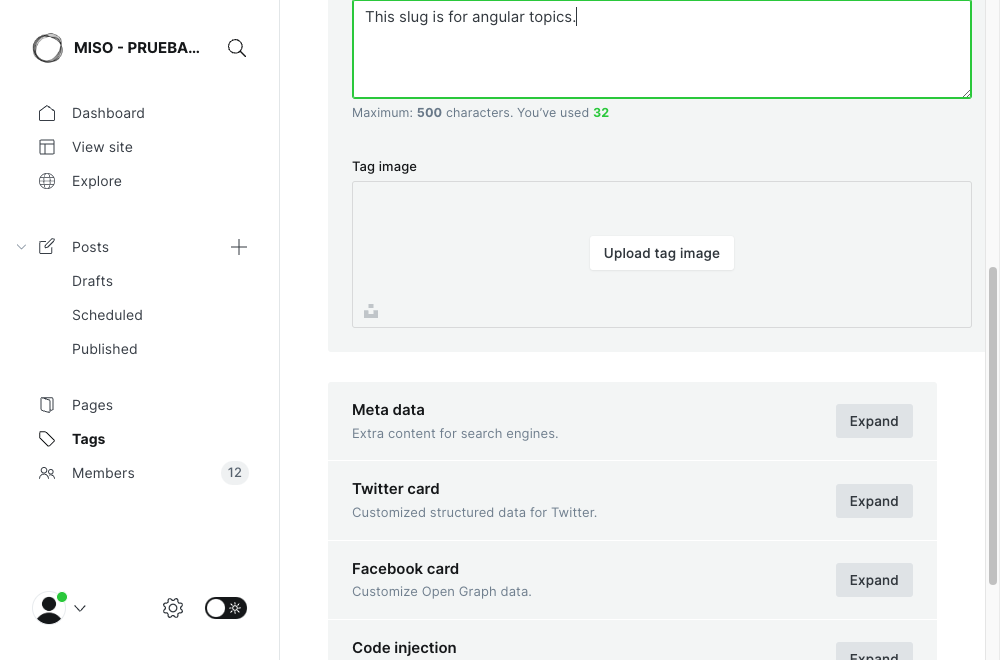 MISO - PRUEBA...
Dashboard
View site
Explore
Posts
Drafts
Scheduled
Published
Pages
Tags
Members
12
This slug is for angular topics.
Maximum: 500 characters. You’ve used 32
Tag image
Upload tag image
Meta data
Extra content for search engines.
Expand
Twitter card
Customized structured data for Twitter.
Expand
Facebook card
Customize Open Graph data.
Expand
Code injection
Expand